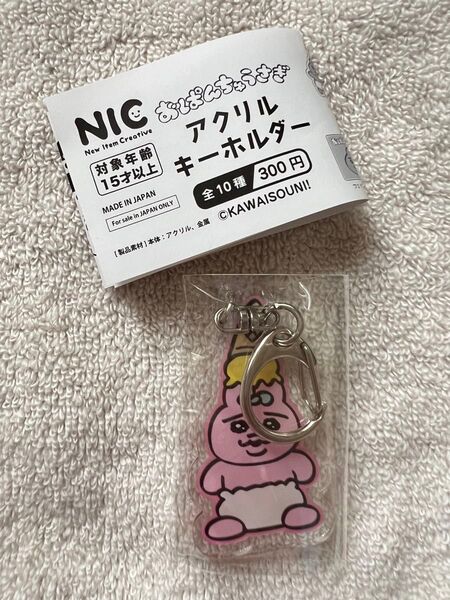 NIC
New Item Creative
おぱんちゅうさぎ
アクリル
キーホルダー
対象年齢
15才以上
全10種 300円
MADE IN JAPAN
For sale in JAPAN ONLY
©KAWAISOUNI!
[製品素材]本体:アクリル、金属